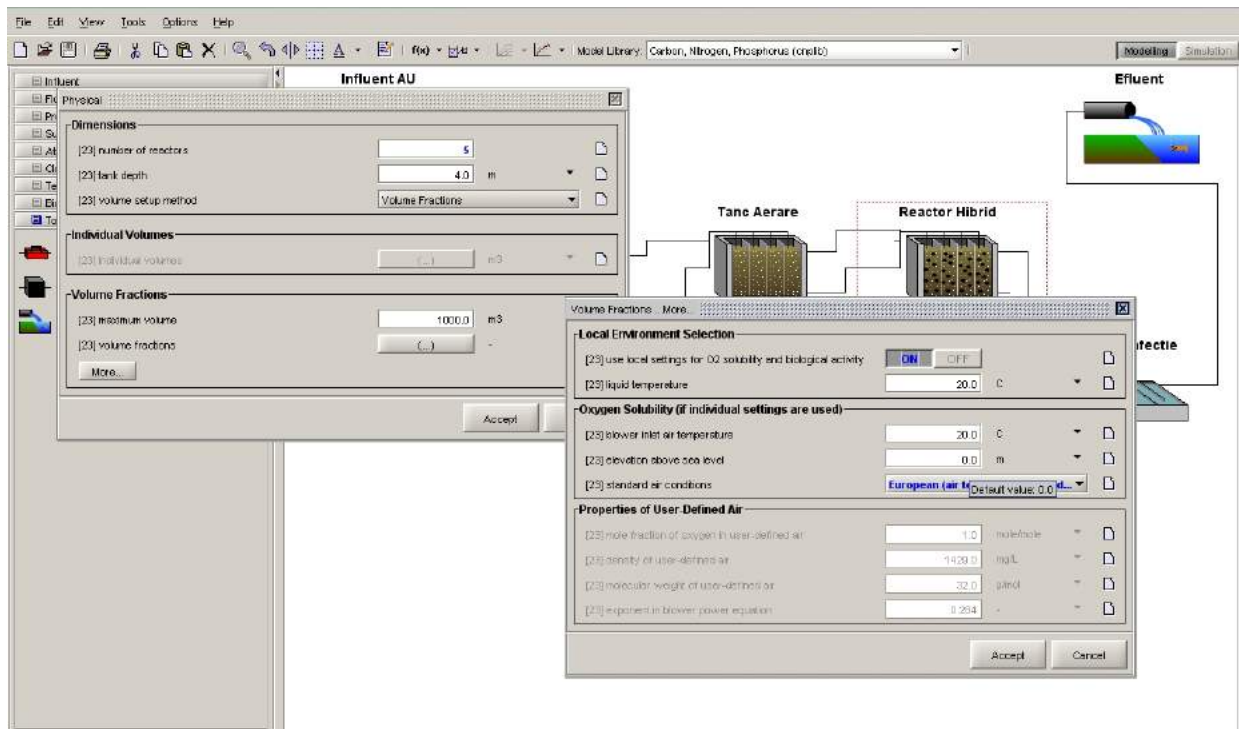 File Edit View Tools Options Help
f(x) Model Library: Carbon, Nitrogen, Phosphorus (cnplib) Modelling Simulation
Influent
Influent AU
Efluent
Physical
Dimensions
[23] number of reactors 5
[23] tank depth 4.0 m
[23] volume setup method Volume Fractions
Individual Volumes
[23] individual volumes (...) m3
Volume Fractions
[23] maximum volume 1000.0 m3
[23] volume fractions (...) -
More...
Accept
Tanc Aerare
Reactor Hibrid
Volume Fractions... More...
Local Environment Selection
[23] use local settings for O2 solubility and biological activity ON OFF
[23] liquid temperature 20.0 C
Oxygen Solubility (if individual settings are used)
[23] blower inlet air temperature 20.0 C
[23] elevation above sea level 0.0 m
[23] standard air conditions European (air
Default value: 0.0
Properties of User-Defined Air
[23] mole fraction of oxygen in user-defined air 1.0 mole/mole
[23] density of user-defined air 1429.0 mg/L
[23] molecular weight of user-defined air 32.0 g/mol
[23] exponent in blower power equation 0.284 -
Accept Cancel